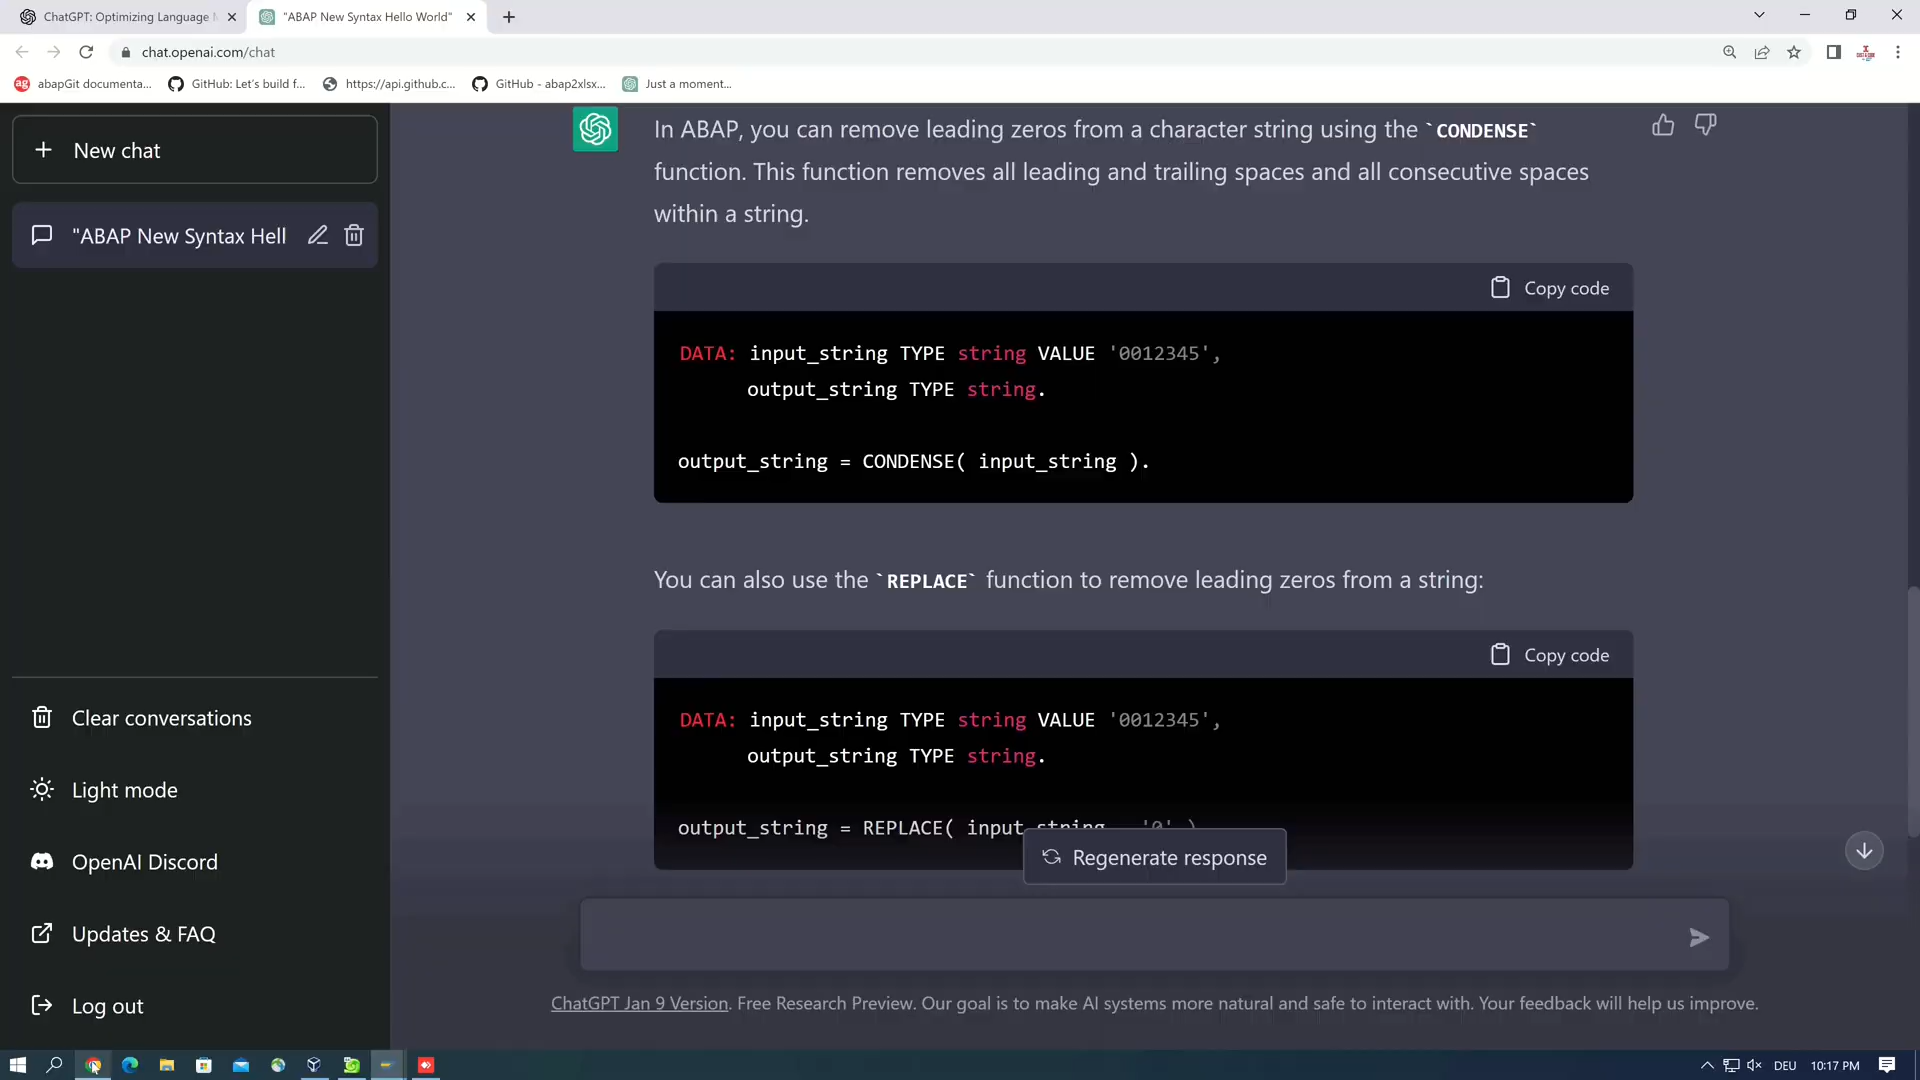 ChatGPT: Optimizing Language
"ABAP New Syntax Hello World"
chat.openai.com/chat
abapGit documenta...
GitHub: Let's build f...
https://api.github.c...
GitHub - abap2xlsx...
Just a moment...
New chat
"ABAP New Syntax Hell
Clear conversations
Light mode
OpenAI Discord
Updates & FAQ
Log out
In ABAP, you can remove leading zeros from a character string using the `CONDENSE`
function. This function removes all leading and trailing spaces and all consecutive spaces
within a string.
Copy code
DATA: input_string TYPE string VALUE '0012345',
output_string TYPE string.
output_string = CONDENSE( input_string ).
You can also use the `REPLACE` function to remove leading zeros from a string:
Copy code
DATA: input_string TYPE string VALUE '0012345',
output_string TYPE string.
output_string = REPLACE( input_string '0' )
Regenerate response
ChatGPT Jan 9 Version. Free Research Preview. Our goal is to make AI systems more natural and safe to interact with. Your feedback will help us improve.
DEU
10:17 PM